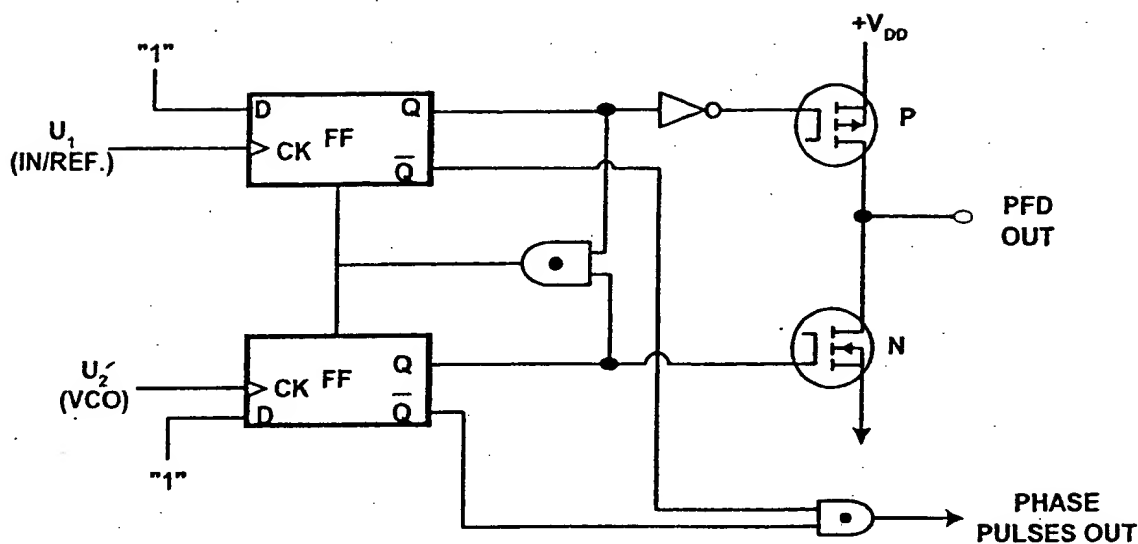 +V_DD
"1"
D
Q
P
U_1
(IN/REF.)
CK FF
Q̅
PFD
OUT
N
Q
U_2′
(VCO)
CK FF
D
Q̅
"1"
PHASE
PULSES OUT